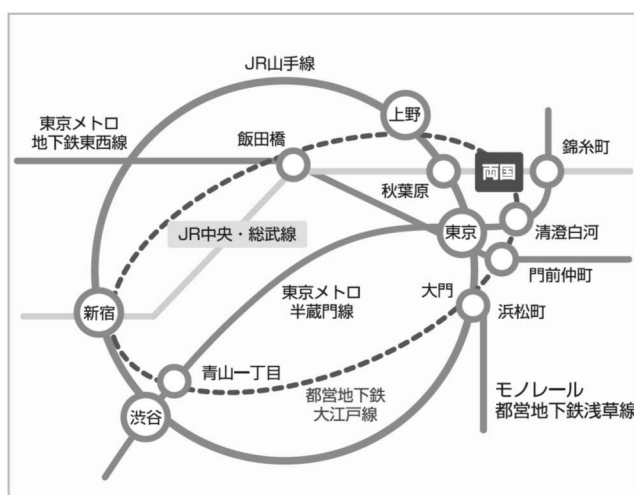 JR山手線
上野
東京メトロ
地下鉄東西線
飯田橋
錦糸町
秋葉原
両国
JR中央・総武線
東京
清澄白河
門前仲町
東京メトロ
半蔵門線
大門
浜松町
新宿
青山一丁目
都営地下鉄
大江戸線
モノレール
都営地下鉄浅草線
渋谷